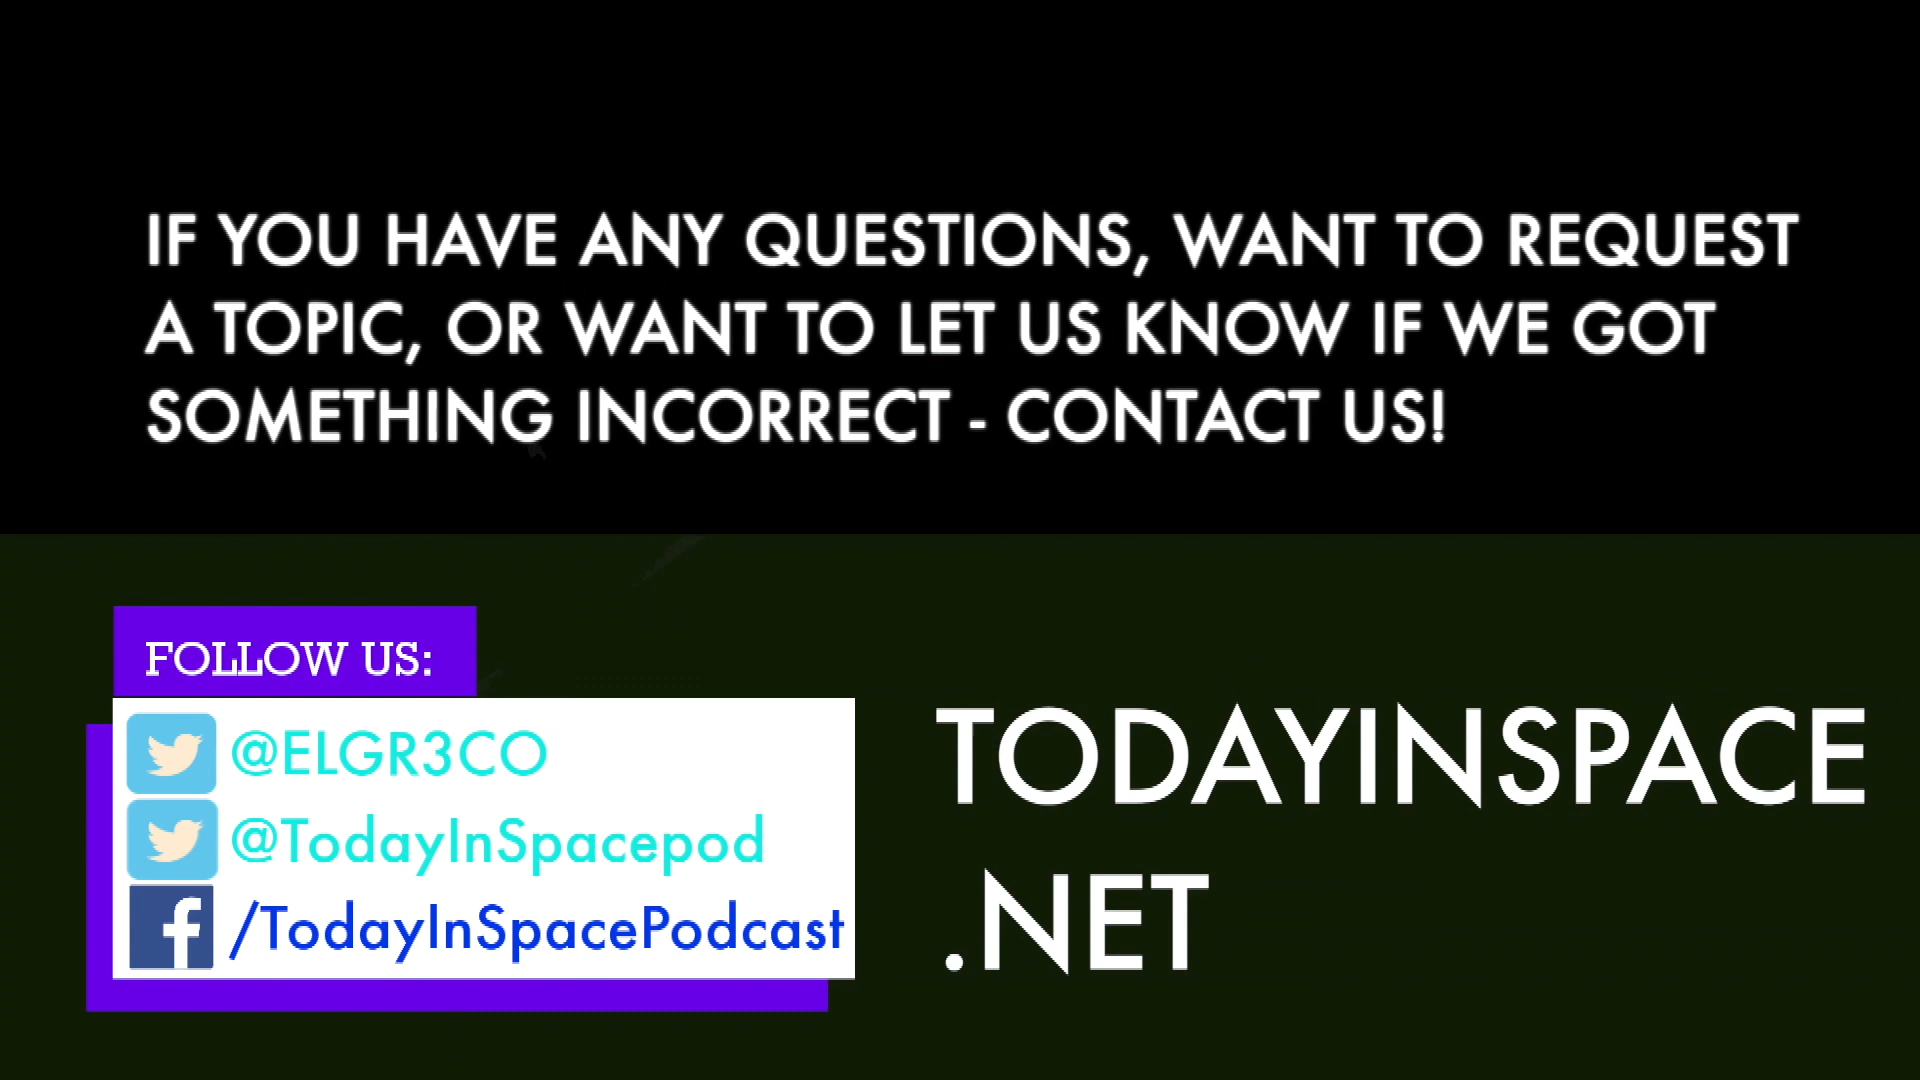 IF YOU HAVE ANY QUESTIONS, WANT TO REQUEST
A TOPIC, OR WANT TO LET US KNOW IF WE GOT
SOMETHING INCORRECT - CONTACT US!
FOLLOW US:
@ELGR3CO
@TodayInSpacepod
/TodayInSpacePodcast
TODAYINSPACE
.NET